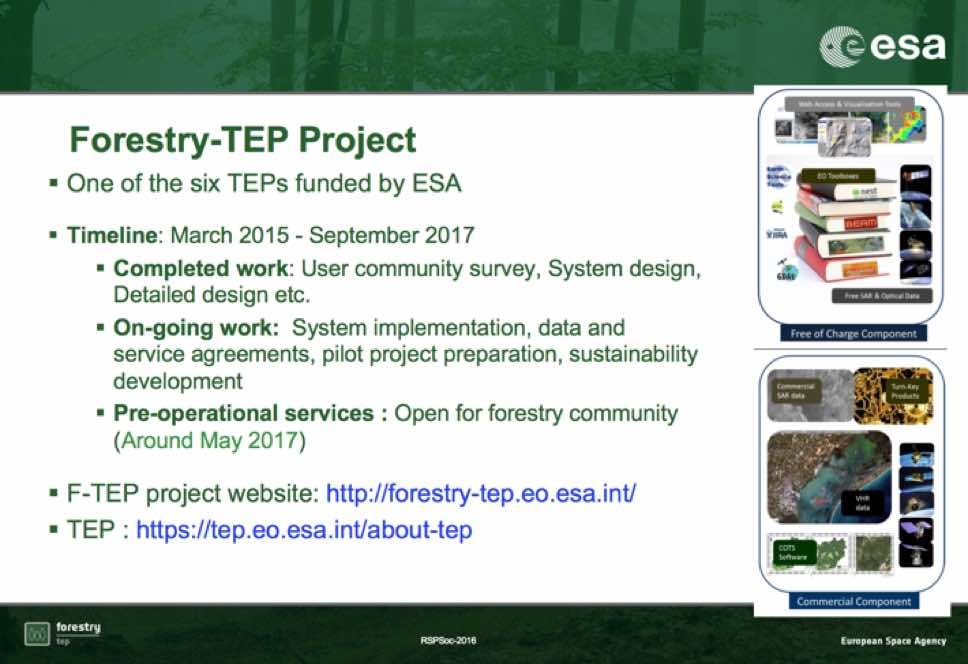 esa
Forestry-TEP Project
▪ One of the six TEPs funded by ESA
▪ Timeline: March 2015 - September 2017
▪ Completed work: User community survey, System design,
Detailed design etc.
▪ On-going work: System implementation, data and
service agreements, pilot project preparation, sustainability
development
▪ Pre-operational services : Open for forestry community
(Around May 2017)
▪ F-TEP project website: http://forestry-tep.eo.esa.int/
▪ TEP : https://tep.eo.esa.int/about-tep
Web Access & Visualisation Tools
Earth
Science
Tools
EO Toolboxes
nest
BEAM
GDAL
Free SAR & Optical Data
Free of Charge Component
Commercial
SAR data
Turn-Key
Products
VHR
data
COTS
Software
Commercial Component
forestry
tep
RSPSoc-2016
European Space Agency